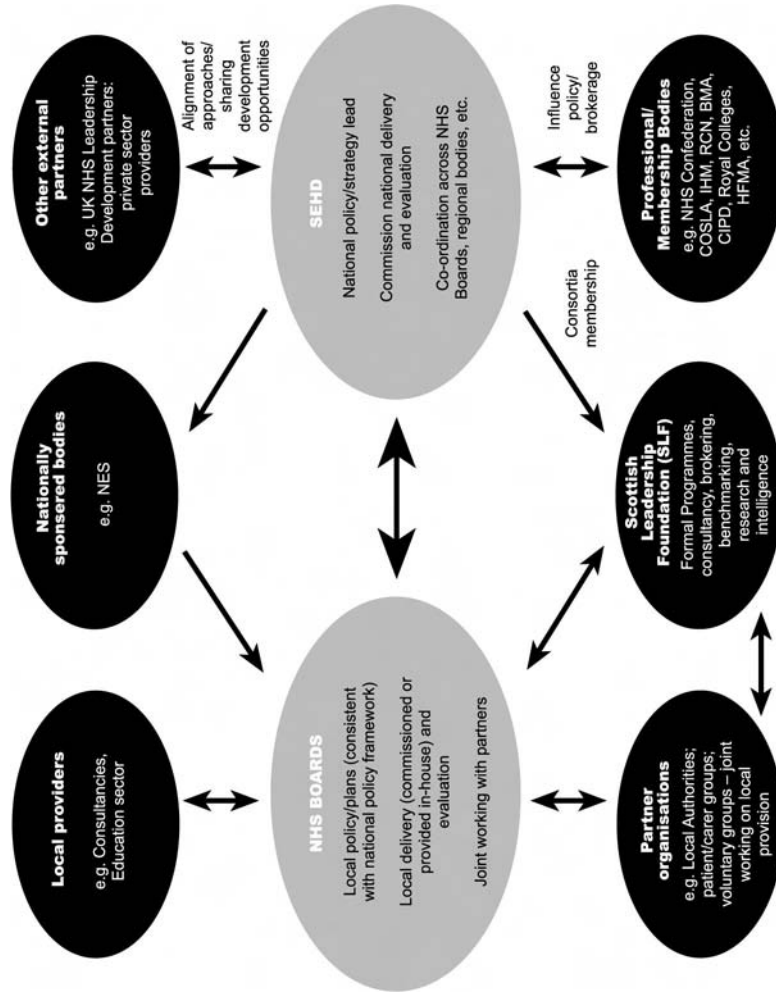 Local providers
e.g. Consultancies,
Education sector
Nationally
sponsered bodies
e.g. NES
Other external
partners
e.g. UK NHS Leadership
Development partners:
private sector
providers
Alignment of
approaches/
sharing
development
opportunities
NHS BOARDS
Local policy/plans (consistent
with national policy framework)
Local delivery (commissioned or
provided in-house) and
evaluation
Joint working with partners
SEHD
National policy/strategy lead
Commission national delivery
and evaluation
Co-ordination across NHS
Boards, regional bodies, etc.
Consortia
membership
Influence
policy/
brokerage
Partner
organisations
e.g. Local Authorities;
patient/carer groups;
voluntary groups – joint
working on local
provision
Scottish
Leadership
Foundation (SLF)
Formal Programmes,
consultancy, brokering,
benchmarking,
research and
intelligence
Professional/
Membership Bodies
e.g. NHS Confederation,
COSLA, IHM, RCN, BMA,
CIPD, Royal Colleges,
HFMA, etc.